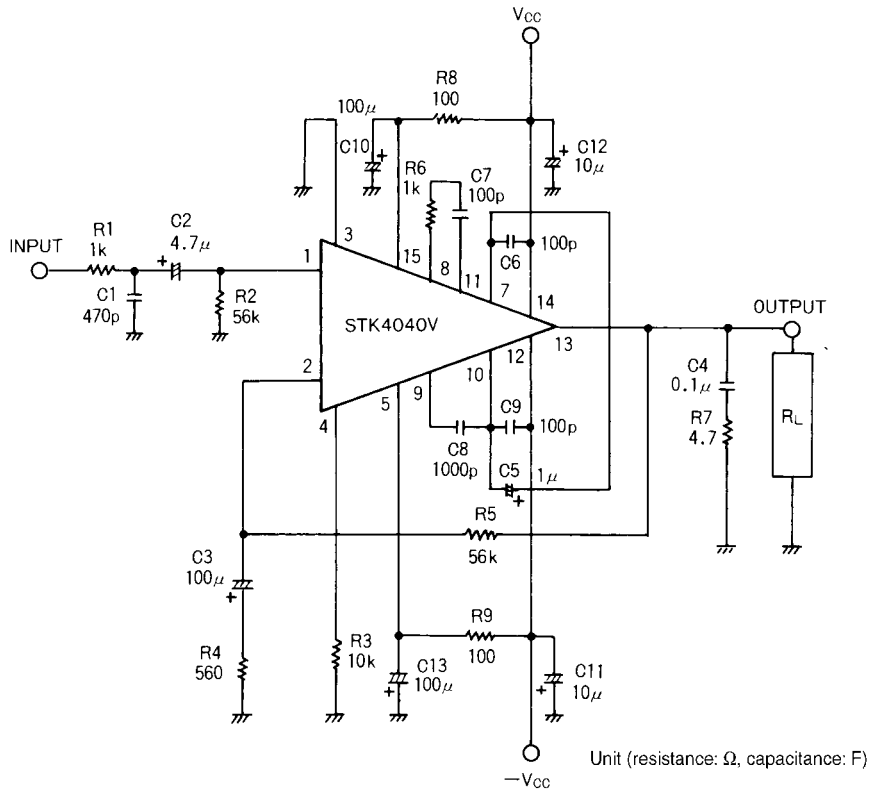 VCC
R8
100
100μ
C10
+
+
C12
10μ
R6
1k
C7
100p
R1
1k
C2
+
4.7μ
INPUT
C1
470p
R2
56k
1
3
15
8
11
7
C6
100p
14
STK4040V
OUTPUT
13
12
2
4
5
9
10
C8
1000p
C9
100p
C5
1μ
+
C4
0.1μ
R7
4.7
RL
R5
56k
C3
100μ
+
R4
560
R3
10k
R9
100
C13
100μ
+
C11
10μ
+
−VCC
Unit (resistance: Ω, capacitance: F)